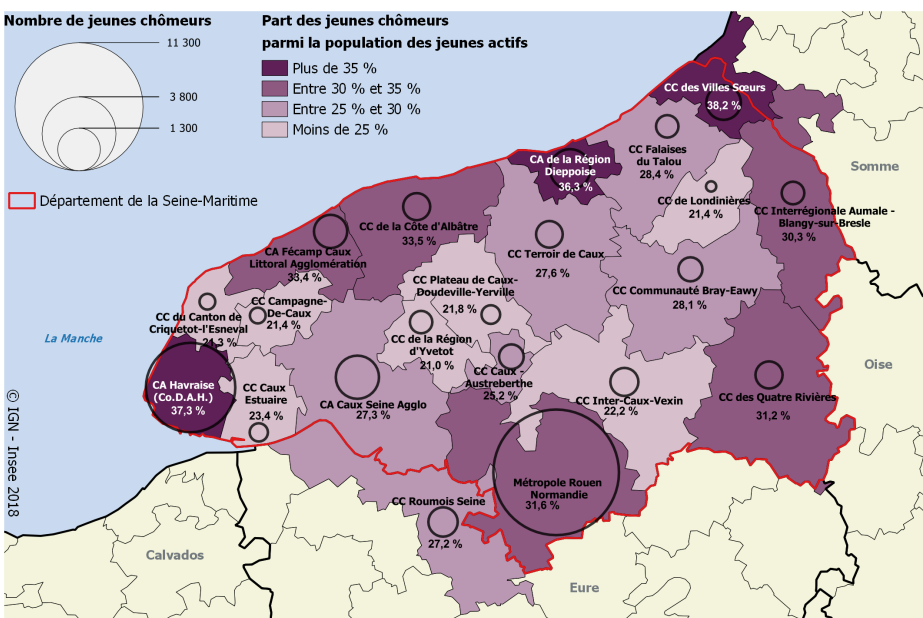 Nombre de jeunes chômeurs
11 300
3 800
1 300
Département de la Seine-Maritime
Part des jeunes chômeurs
parmi la population des jeunes actifs
Plus de 35 %
Entre 30 % et 35 %
Entre 25 % et 30 %
Moins de 25 %
CC des Villes Sœurs
38,2 %
CC Falaises
du Talou
28,4 %
CA de la Région
Dieppoise
36,3 %
Somme
CC de Londinières
21,4 %
CC Interrégionale Aumale -
Blangy-sur-Bresle
30,3 %
CC de la Côte d'Albâtre
33,5 %
CA Fécamp Caux
Littoral Agglomération
33,4 %
CC Terroir de Caux
27,6 %
CC Plateau de Caux-
Doudeville-Yerville
21,8 %
CC Communauté Bray-Eawy
28,1 %
CC Campagne-
De-Caux
21,4 %
CC du Canton de
Criquetot-l'Esneval
21,3 %
La Manche
CC de la Région
d'Yvetot
21,0 %
CC Caux -
Austreberthe
25,2 %
Oise
CA Havraise
(Co.D.A.H.)
37,3 %
CC Caux
Estuaire
23,4 %
CA Caux Seine Agglo
27,3 %
CC Inter-Caux-Vexin
22,2 %
CC des Quatre Rivières
31,2 %
Métropole Rouen
Normandie
31,6 %
CC Roumois Seine
27,2 %
Calvados
Eure
© IGN - Insee 2018